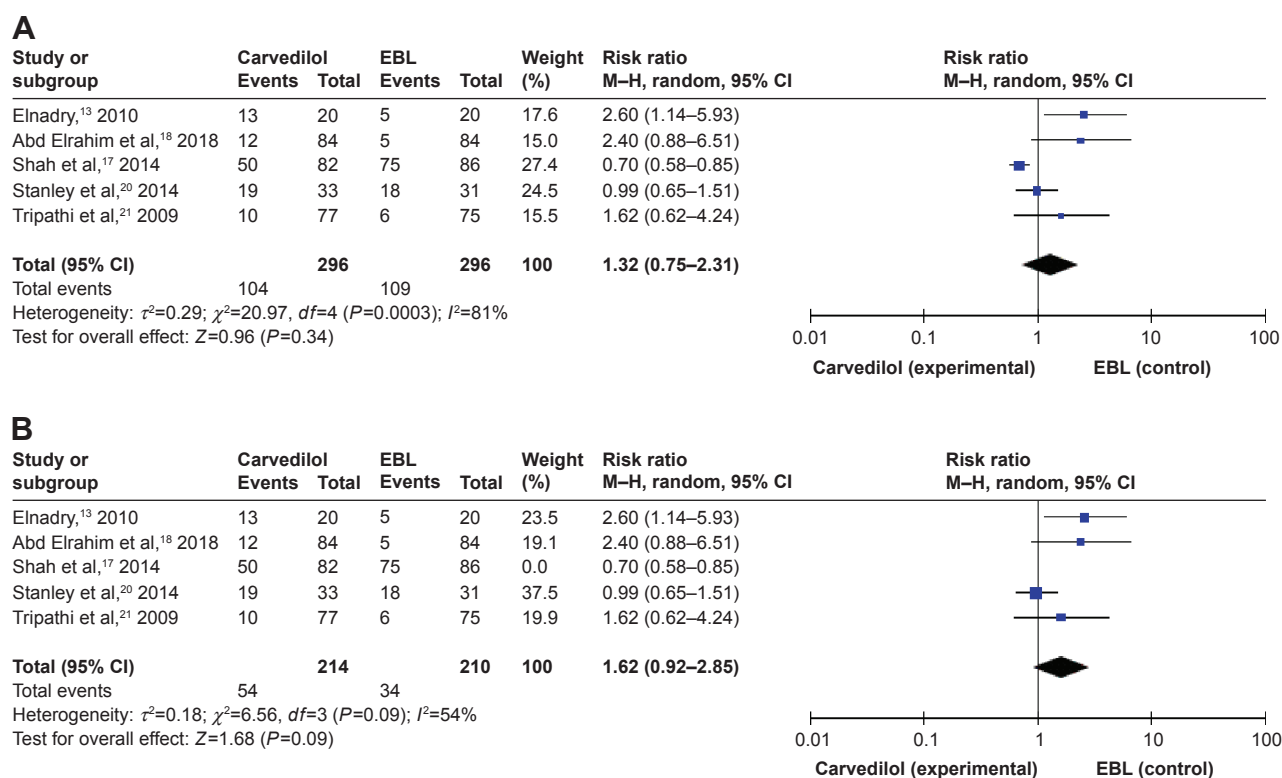 A
Study or Carvedilol EBL Weight Risk ratio Risk ratio
subgroup Events Total Events Total (%) M–H, random, 95% CI M–H, random, 95% CI
Elnadry,13 2010 13 20 5 20 17.6 2.60 (1.14–5.93)
Abd Elrahim et al,18 2018 12 84 5 84 15.0 2.40 (0.88–6.51)
Shah et al,17 2014 50 82 75 86 27.4 0.70 (0.58–0.85)
Stanley et al,20 2014 19 33 18 31 24.5 0.99 (0.65–1.51)
Tripathi et al,21 2009 10 77 6 75 15.5 1.62 (0.62–4.24)
Total (95% CI) 296 296 100 1.32 (0.75–2.31)
Total events 104 109
Heterogeneity: τ²=0.29; χ²=20.97, df=4 (P=0.0003); I²=81%
Test for overall effect: Z=0.96 (P=0.34)
0.01 0.1 1 10 100
Carvedilol (experimental) EBL (control)
B
Study or Carvedilol EBL Weight Risk ratio Risk ratio
subgroup Events Total Events Total (%) M–H, random, 95% CI M–H, random, 95% CI
Elnadry,13 2010 13 20 5 20 23.5 2.60 (1.14–5.93)
Abd Elrahim et al,18 2018 12 84 5 84 19.1 2.40 (0.88–6.51)
Shah et al,17 2014 50 82 75 86 0.0 0.70 (0.58–0.85)
Stanley et al,20 2014 19 33 18 31 37.5 0.99 (0.65–1.51)
Tripathi et al,21 2009 10 77 6 75 19.9 1.62 (0.62–4.24)
Total (95% CI) 214 210 100 1.62 (0.92–2.85)
Total events 54 34
Heterogeneity: τ²=0.18; χ²=6.56, df=3 (P=0.09); I²=54%
Test for overall effect: Z=1.68 (P=0.09)
0.01 0.1 1 10 100
Carvedilol (experimental) EBL (control)